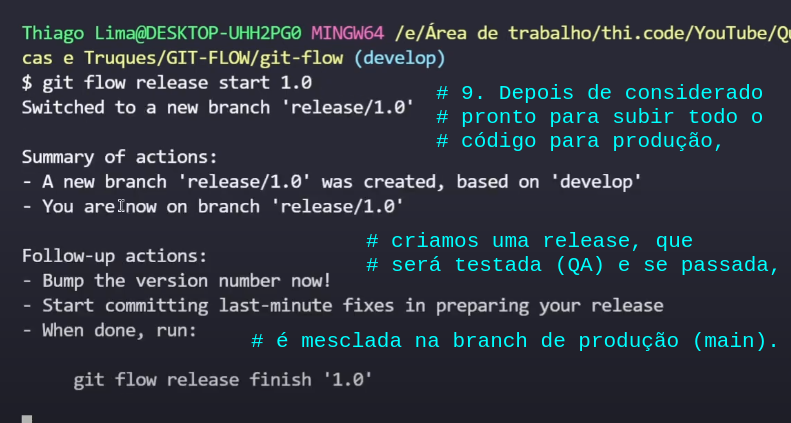 Thiago Lima@DESKTOP-UHH2PG0 MINGW64 /e/Área de trabalho/thi.code/YouTube/Qu
cas e Truques/GIT-FLOW/git-flow (develop)
$ git flow release start 1.0
Switched to a new branch 'release/1.0'
# 9. Depois de considerado
# pronto para subir todo o
# código para produção,
Summary of actions:
- A new branch 'release/1.0' was created, based on 'develop'
- You are now on branch 'release/1.0'
# criamos uma release, que
# será testada (QA) e se passada,
Follow-up actions:
- Bump the version number now!
- Start committing last-minute fixes in preparing your release
- When done, run:
# é mesclada na branch de produção (main).
git flow release finish '1.0'